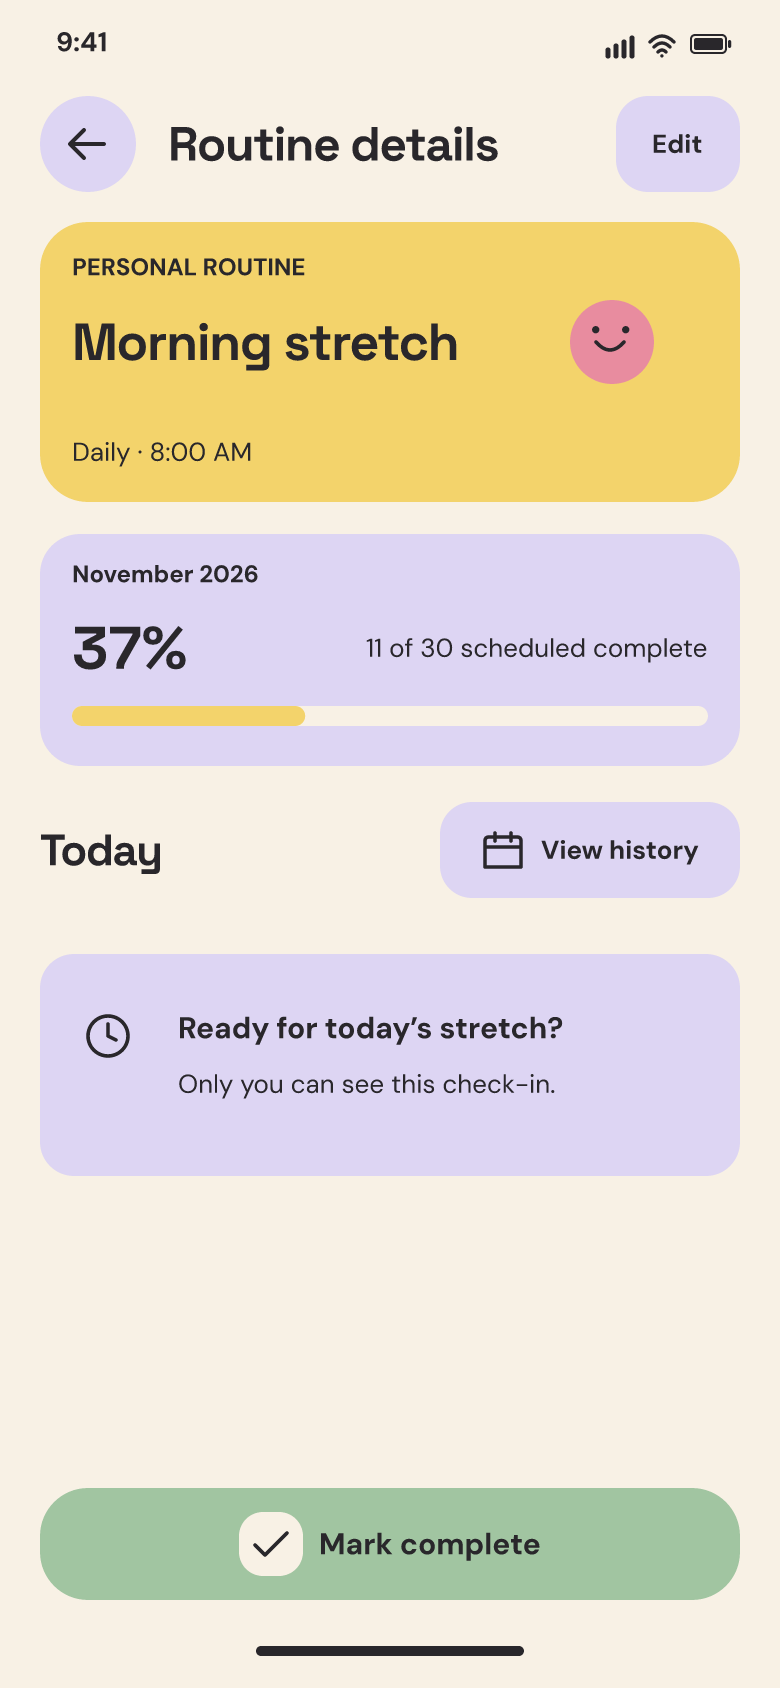 9:41
Routine details
Edit
PERSONAL ROUTINE
Morning stretch
Daily · 8:00 AM
November 2026
37%
11 of 30 scheduled complete
Today
View history
Ready for today’s stretch?
Only you can see this check-in.
Mark complete